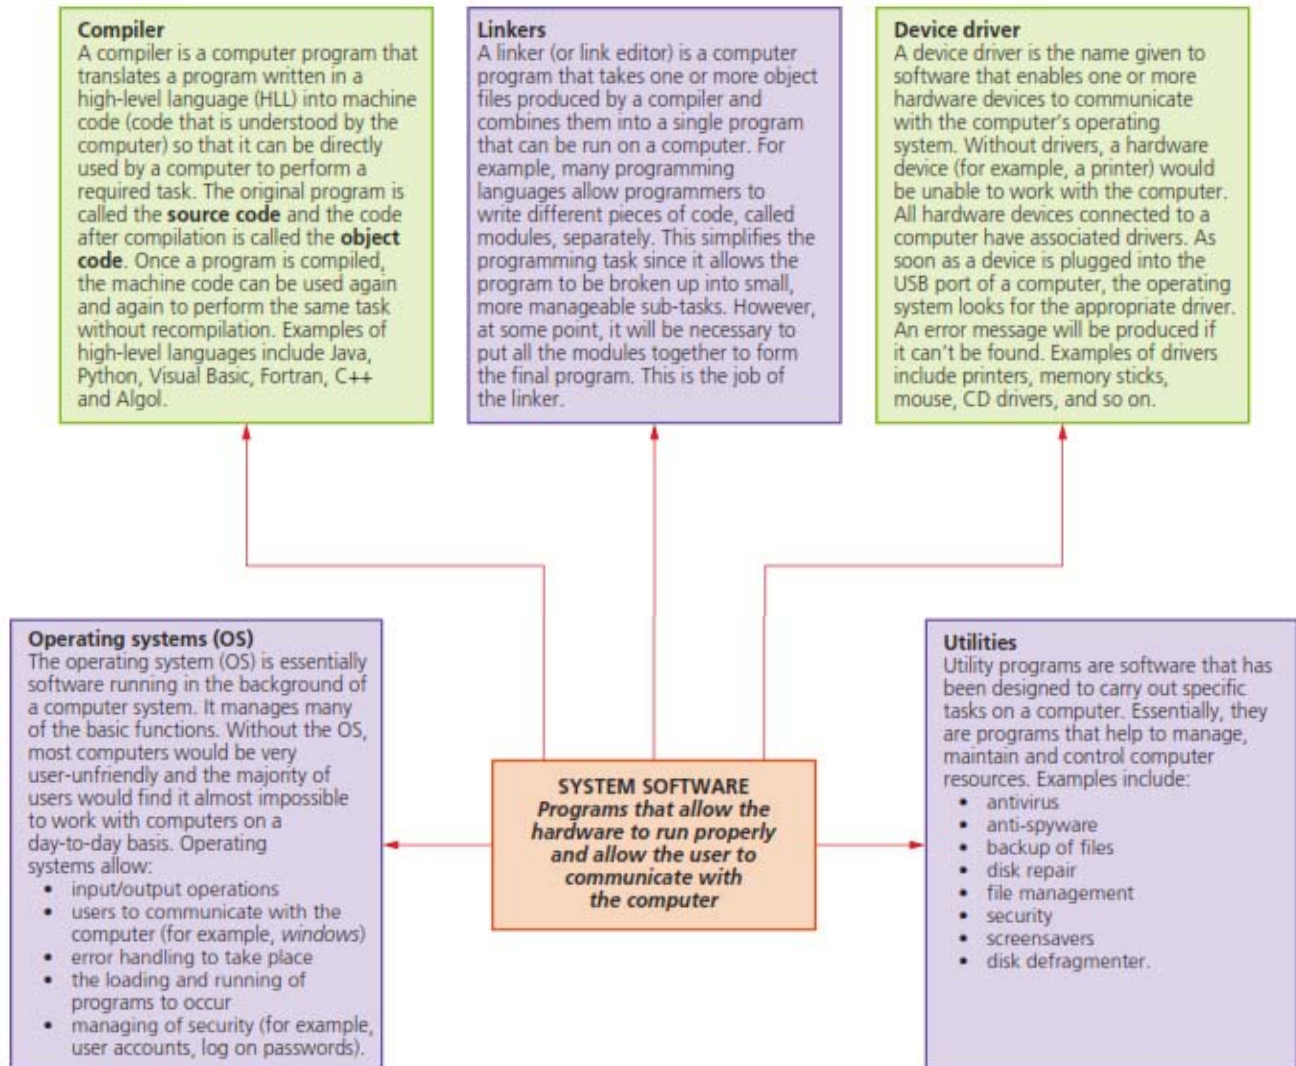 Compiler
A compiler is a computer program that
translates a program written in a
high-level language (HLL) into machine
code (code that is understood by the
computer) so that it can be directly
used by a computer to perform a
required task. The original program is
called the source code and the code
after compilation is called the object
code. Once a program is compiled,
the machine code can be used again
and again to perform the same task
without recompilation. Examples of
high-level languages include Java,
Python, Visual Basic, Fortran, C++
and Algol.
Linkers
A linker (or link editor) is a computer
program that takes one or more object
files produced by a compiler and
combines them into a single program
that can be run on a computer. For
example, many programming
languages allow programmers to
write different pieces of code, called
modules, separately. This simplifies the
programming task since it allows the
program to be broken up into small,
more manageable sub-tasks. However,
at some point, it will be necessary to
put all the modules together to form
the final program. This is the job of
the linker.
Device driver
A device driver is the name given to
software that enables one or more
hardware devices to communicate
with the computer's operating
system. Without drivers, a hardware
device (for example, a printer) would
be unable to work with the computer.
All hardware devices connected to a
computer have associated drivers. As
soon as a device is plugged into the
USB port of a computer, the operating
system looks for the appropriate driver.
An error message will be produced if
it can't be found. Examples of drivers
include printers, memory sticks,
mouse, CD drivers, and so on.
Operating systems (OS)
The operating system (OS) is essentially
software running in the background of
a computer system. It manages many
of the basic functions. Without the OS,
most computers would be very
user-unfriendly and the majority of
users would find it almost impossible
to work with computers on a
day-to-day basis. Operating
systems allow:
• input/output operations
• users to communicate with the
computer (for example, windows)
• error handling to take place
• the loading and running of
programs to occur
• managing of security (for example,
user accounts, log on passwords).
SYSTEM SOFTWARE
Programs that allow the
hardware to run properly
and allow the user to
communicate with
the computer
Utilities
Utility programs are software that has
been designed to carry out specific
tasks on a computer. Essentially, they
are programs that help to manage,
maintain and control computer
resources. Examples include:
• antivirus
• anti-spyware
• backup of files
• disk repair
• file management
• security
• screensavers
• disk defragmenter.